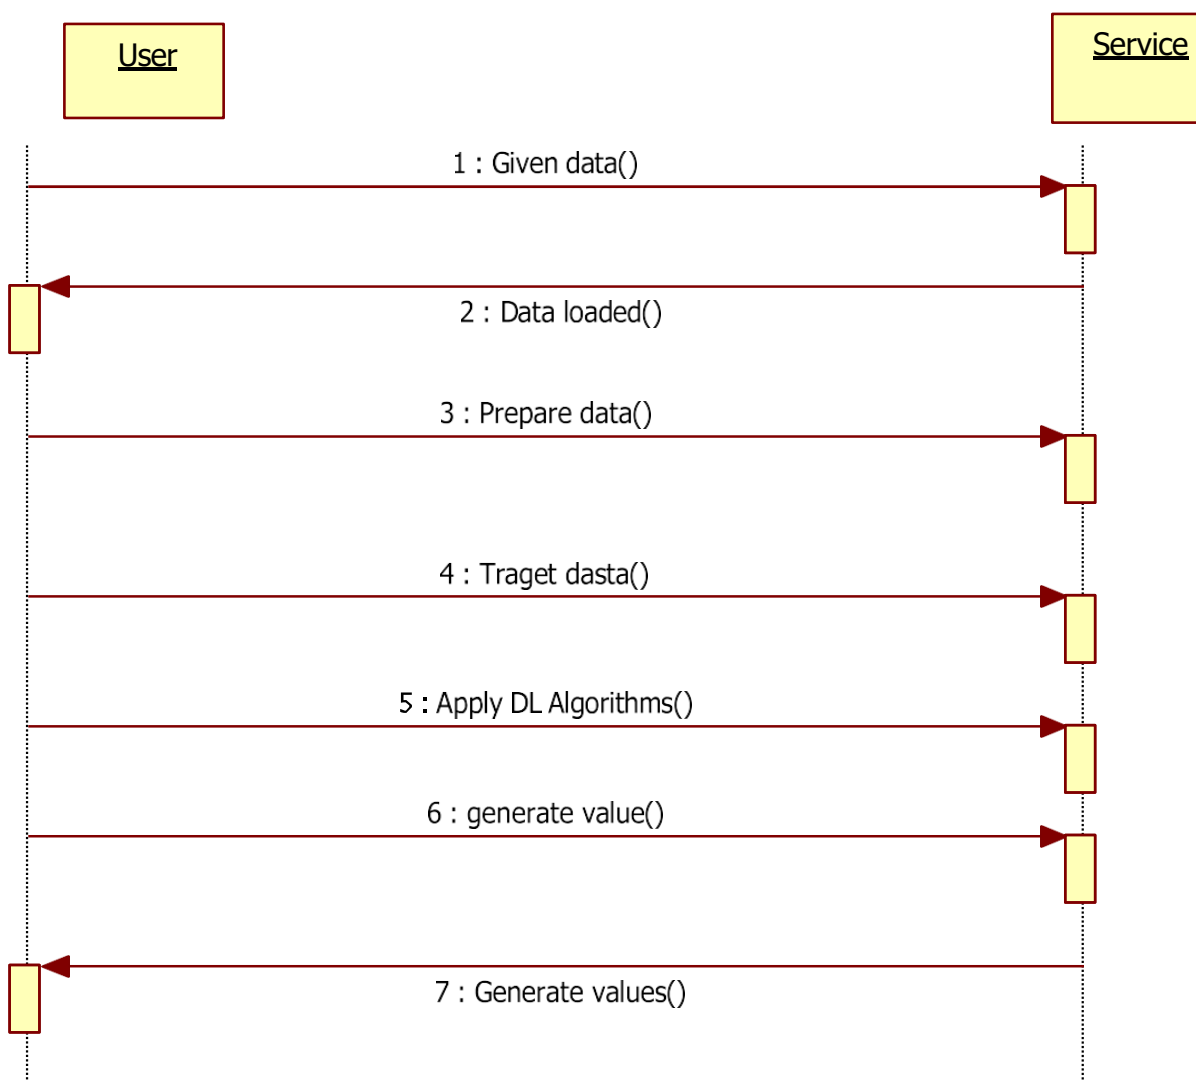 User
Service
1 : Given data()
2 : Data loaded()
3 : Prepare data()
4 : Traget dasta()
5 : Apply DL Algorithms()
6 : generate value()
7 : Generate values()